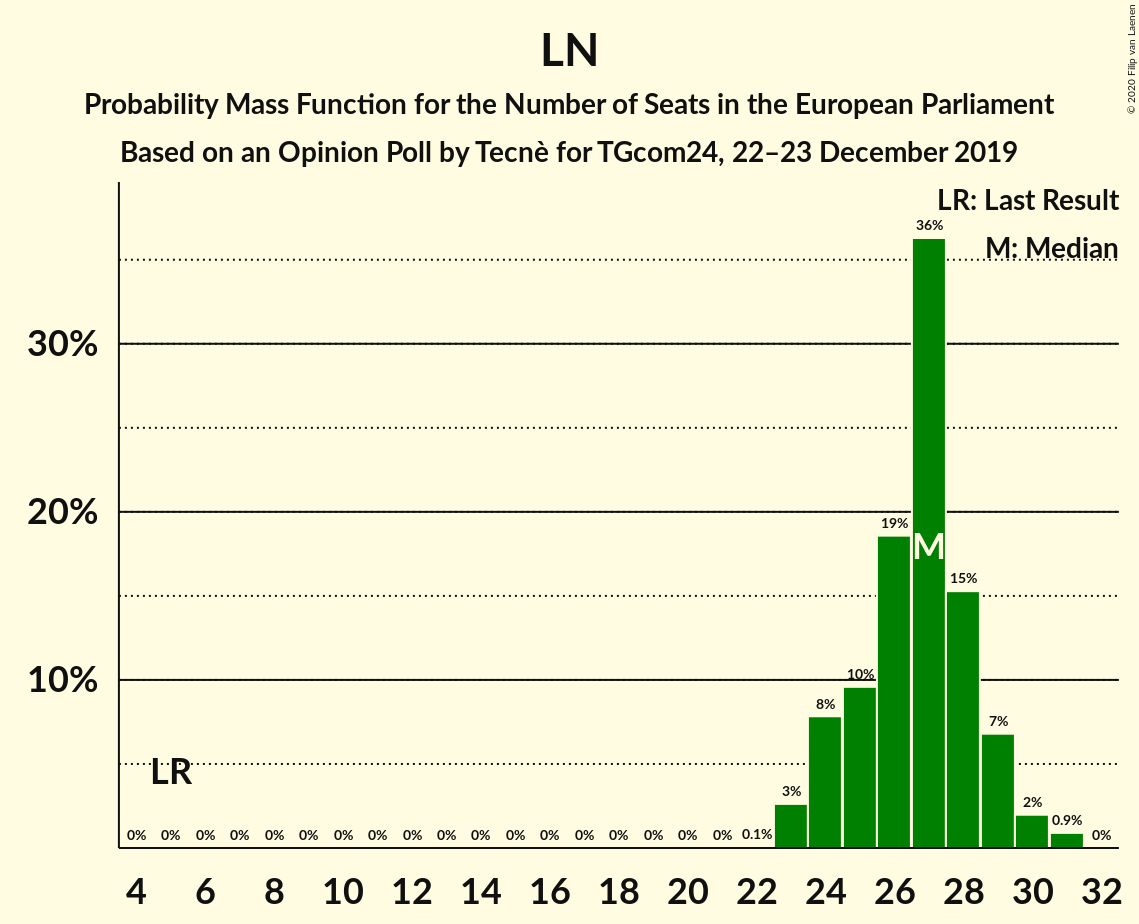 LN
Probability Mass Function for the Number of Seats in the European Parliament
Based on an Opinion Poll by Tecnè for TGcom24, 22–23 December 2019
© 2020 Filip van Laenen
LR: Last Result
M: Median
36%
30%
20%
19%
M
15%
10%
10%
8%
7%
LR
3%
2%
0.9%
0% 0% 0% 0% 0% 0% 0% 0% 0% 0% 0% 0% 0% 0% 0% 0% 0% 0% 0.1% 0%
4 6 8 10 12 14 16 18 20 22 24 26 28 30 32